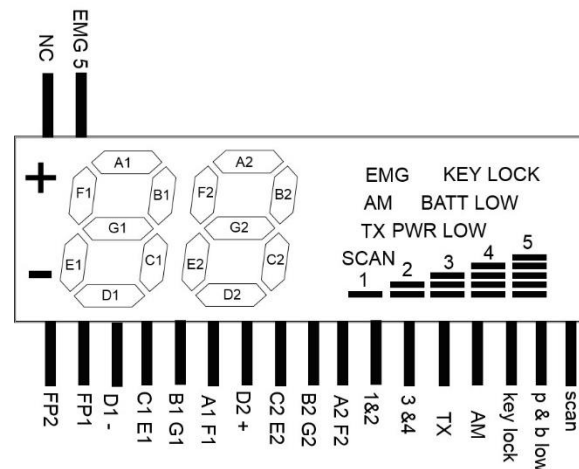 NC
EMG 5
+
-
A1
F1
B1
G1
E1
C1
D1
A2
F2
B2
G2
E2
C2
D2
EMG KEY LOCK
AM BATT LOW
TX PWR LOW
SCAN
1
2
3
4
5
FP2
FP1
D1 -
C1 E1
B1 G1
A1 F1
D2 +
C2 E2
B2 G2
A2 F2
1&2
3 &4
TX
AM
key lock
p & b low
scan